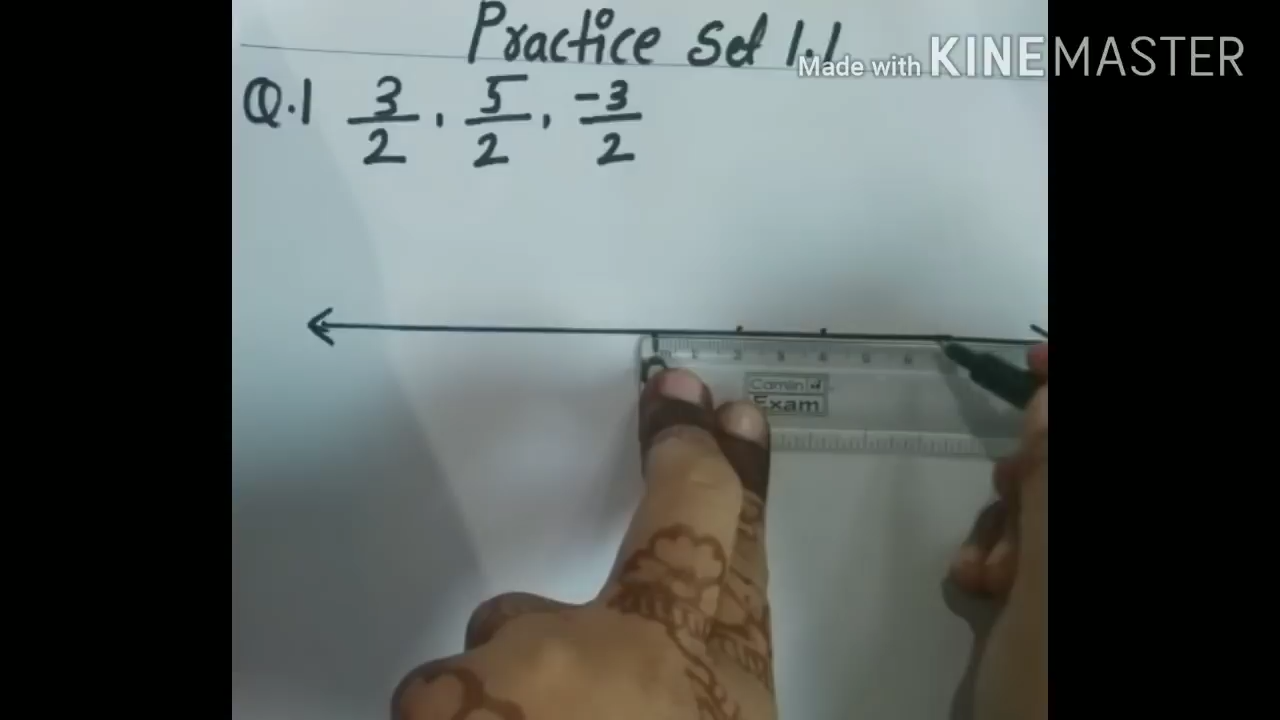 Practice Set 1.1
Made with KINEMASTER
Q.1 3/2, 5/2, -3/2
Camlin
Exam